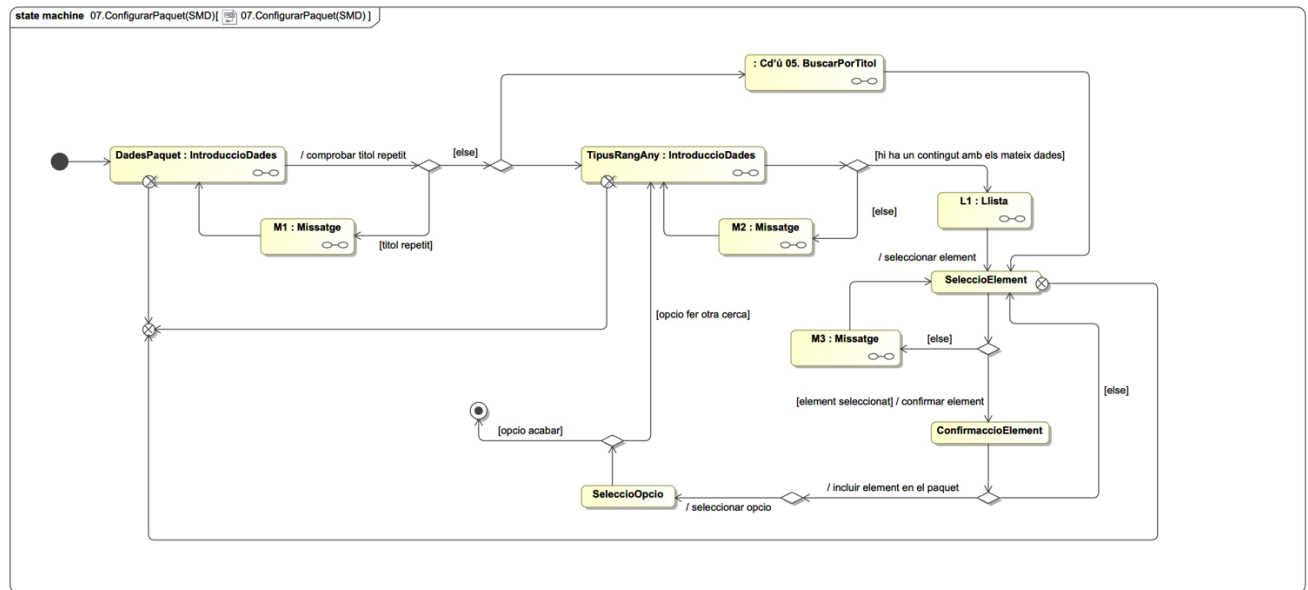 state machine 07.ConfigurarPaquet(SMD)[ 07.ConfigurarPaquet(SMD) ]
: Cd'ú 05. BuscarPorTitol
DadesPaquet : IntroduccioDades
/ comprobar titol repetit
[else]
TipusRangAny : IntroduccioDades
[hi ha un contingut amb els mateix dades]
L1 : Llista
[else]
M1 : Missatge
M2 : Missatge
[titol repetit]
/ seleccionar element
SeleccioElement
[opcio fer otra cerca]
M3 : Missatge
[else]
[else]
[element seleccionat] / confirmar element
[opcio acabar]
ConfirmaccioElement
/ incluir element en el paquet
SeleccioOpcio
/ seleccionar opcio